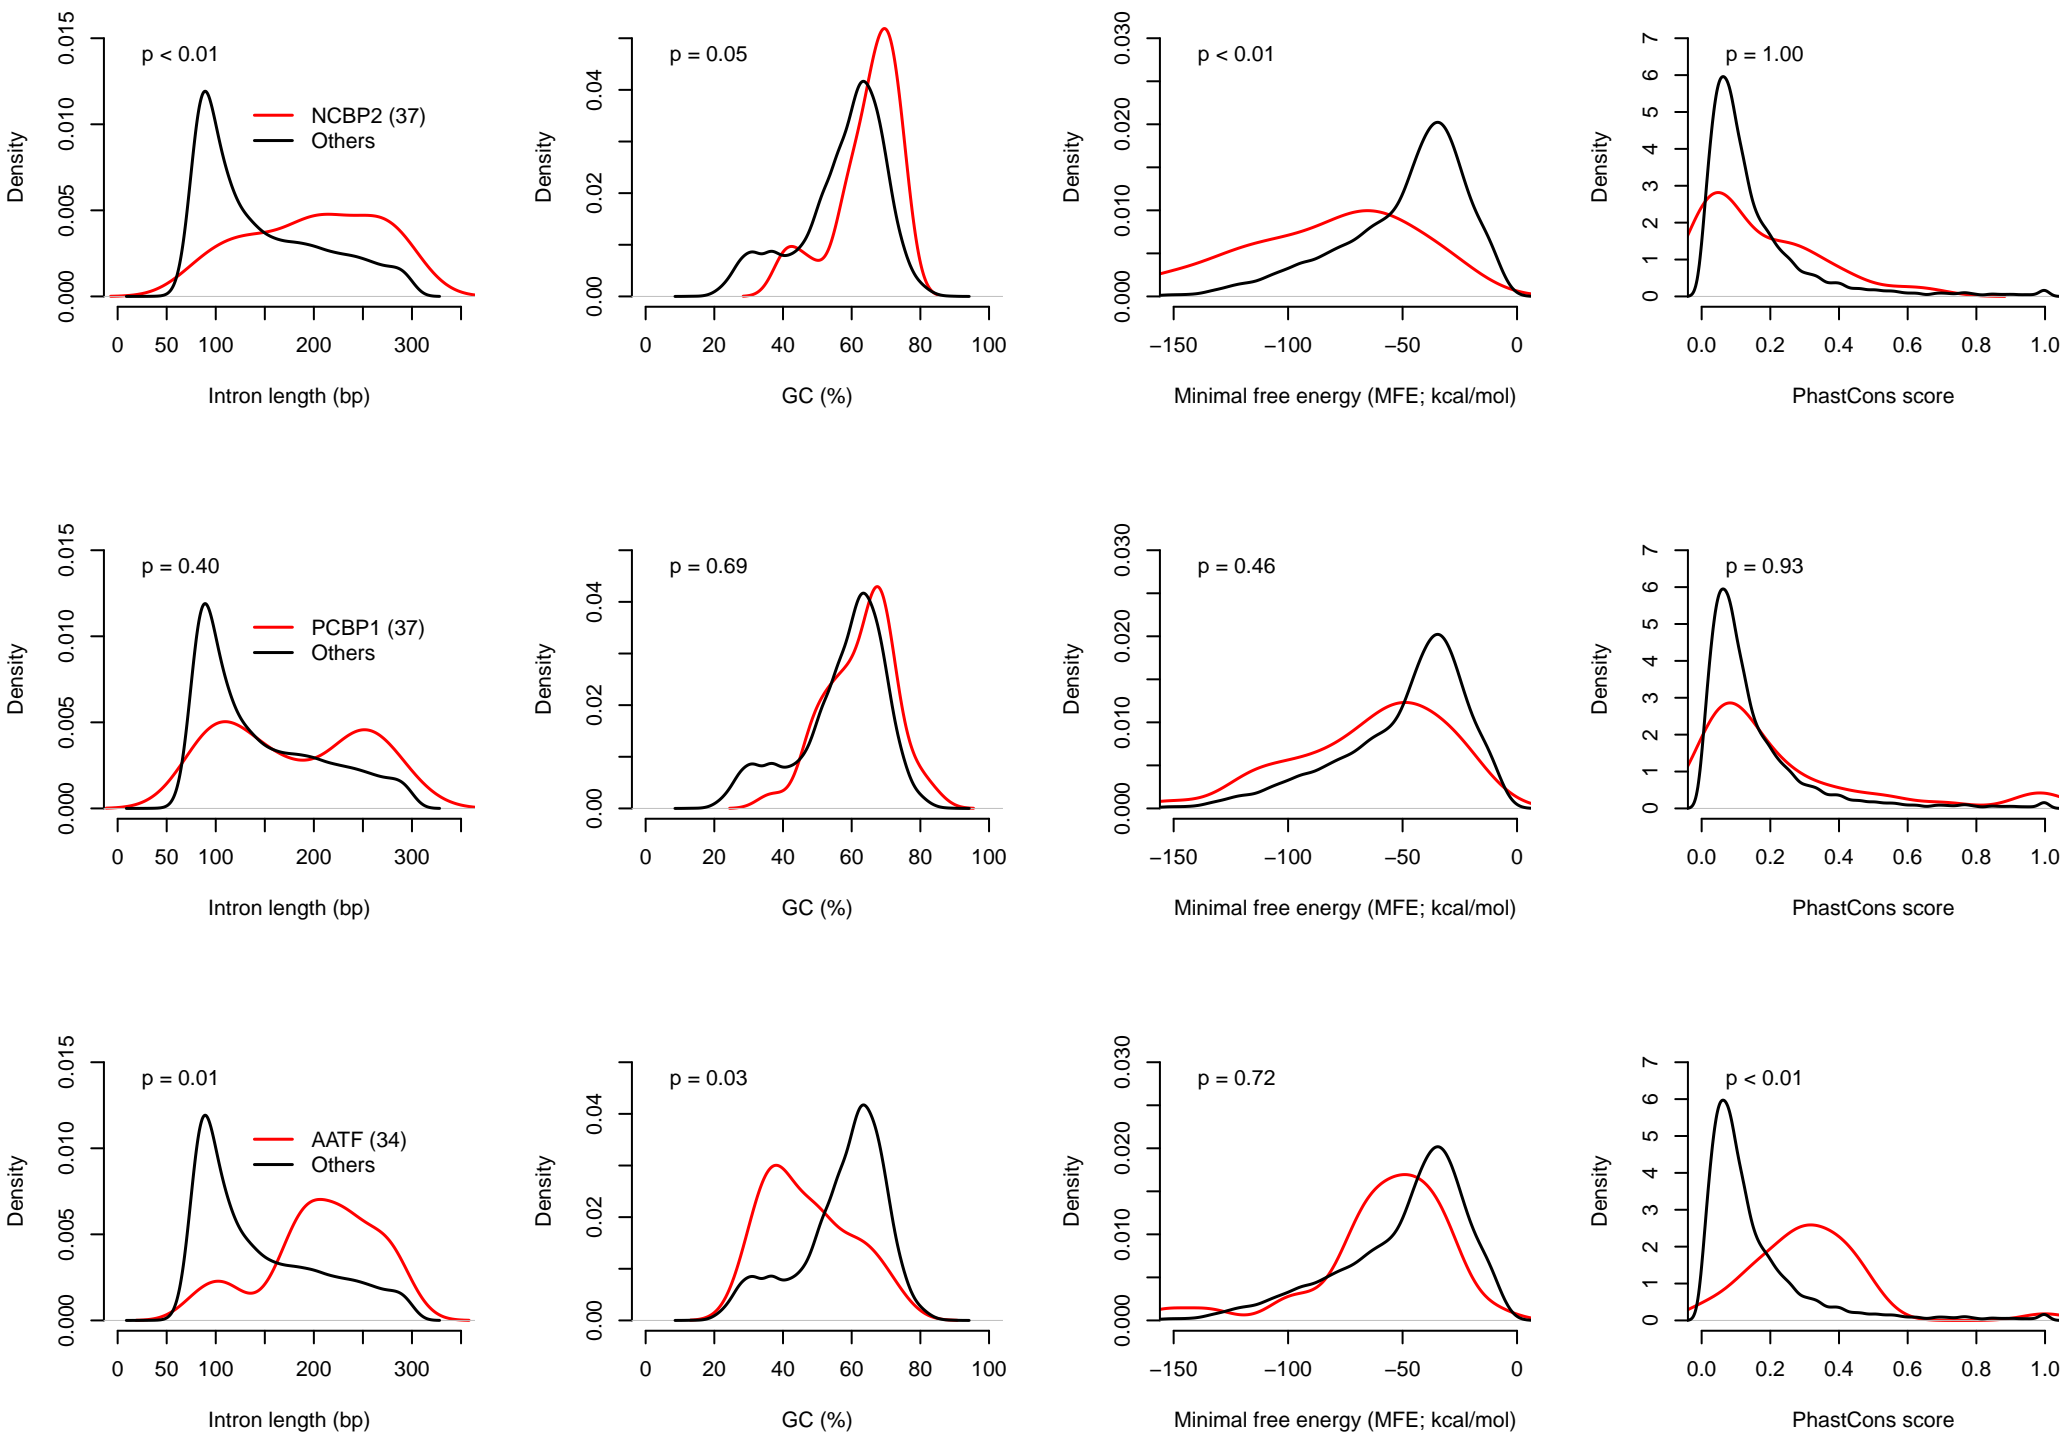 p < 0.01
NCBP2 (37)
Others
Density
0.000 0.005 0.010 0.015
0 50 100 200 300
Intron length (bp)
p = 0.05
Density
0.00 0.02 0.04
0 20 40 60 80 100
GC (%)
p < 0.01
Density
0.000 0.010 0.020 0.030
−150 −100 −50 0
Minimal free energy (MFE; kcal/mol)
p = 1.00
Density
0 1 2 3 4 5 6 7
0.0 0.2 0.4 0.6 0.8 1.0
PhastCons score
p = 0.40
PCBP1 (37)
Others
Density
0.000 0.005 0.010 0.015
0 50 100 200 300
Intron length (bp)
p = 0.69
Density
0.00 0.02 0.04
0 20 40 60 80 100
GC (%)
p = 0.46
Density
0.000 0.010 0.020 0.030
−150 −100 −50 0
Minimal free energy (MFE; kcal/mol)
p = 0.93
Density
0 1 2 3 4 5 6 7
0.0 0.2 0.4 0.6 0.8 1.0
PhastCons score
p = 0.01
AATF (34)
Others
Density
0.000 0.005 0.010 0.015
0 50 100 200 300
Intron length (bp)
p = 0.03
Density
0.00 0.02 0.04
0 20 40 60 80 100
GC (%)
p = 0.72
Density
0.000 0.010 0.020 0.030
−150 −100 −50 0
Minimal free energy (MFE; kcal/mol)
p < 0.01
Density
0 1 2 3 4 5 6 7
0.0 0.2 0.4 0.6 0.8 1.0
PhastCons score